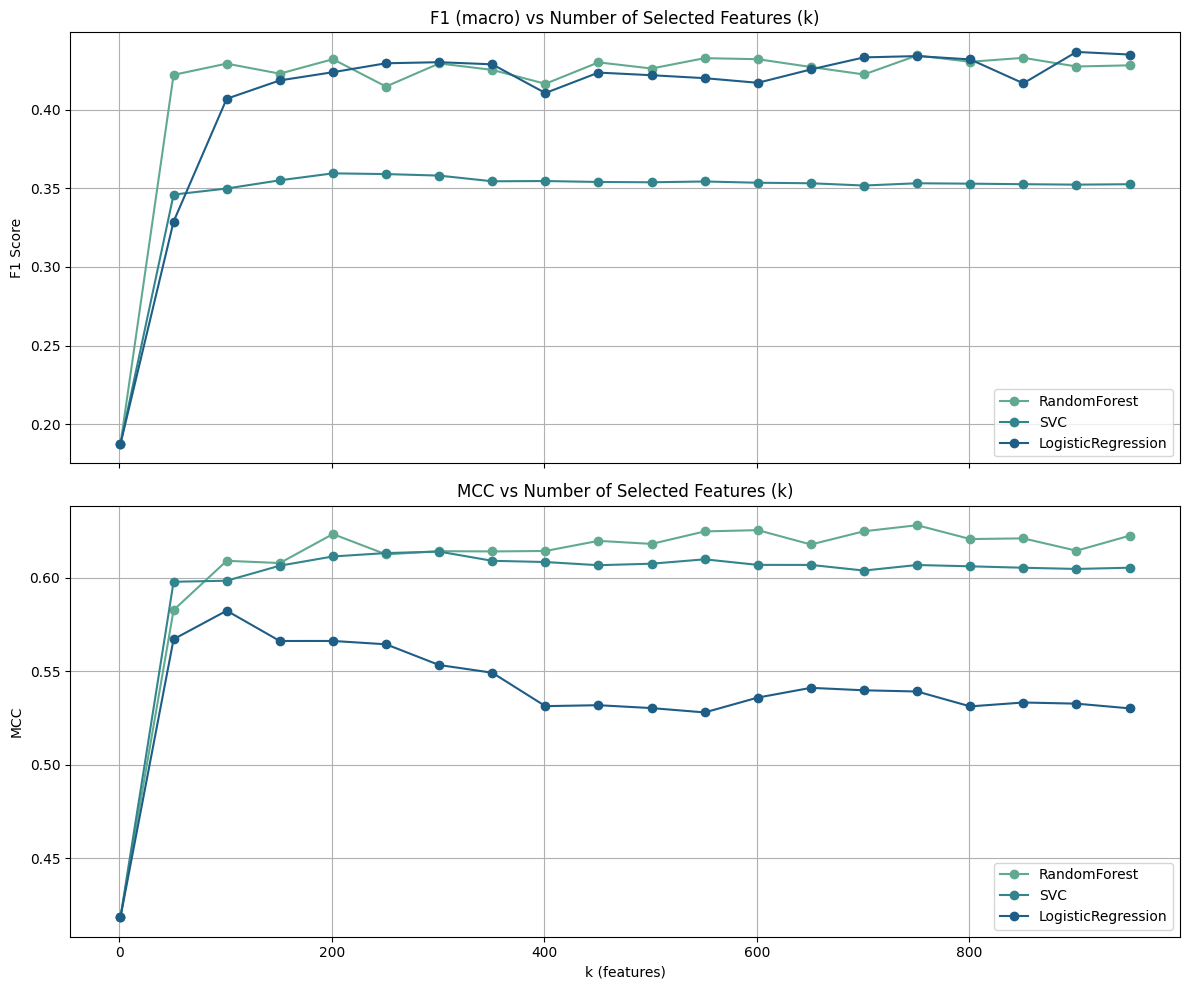 F1 (macro) vs Number of Selected Features (k)
F1 Score
0.40
0.35
0.30
0.25
0.20
RandomForest
SVC
LogisticRegression
MCC vs Number of Selected Features (k)
MCC
0.60
0.55
0.50
0.45
RandomForest
SVC
LogisticRegression
0 200 400 600 800
k (features)